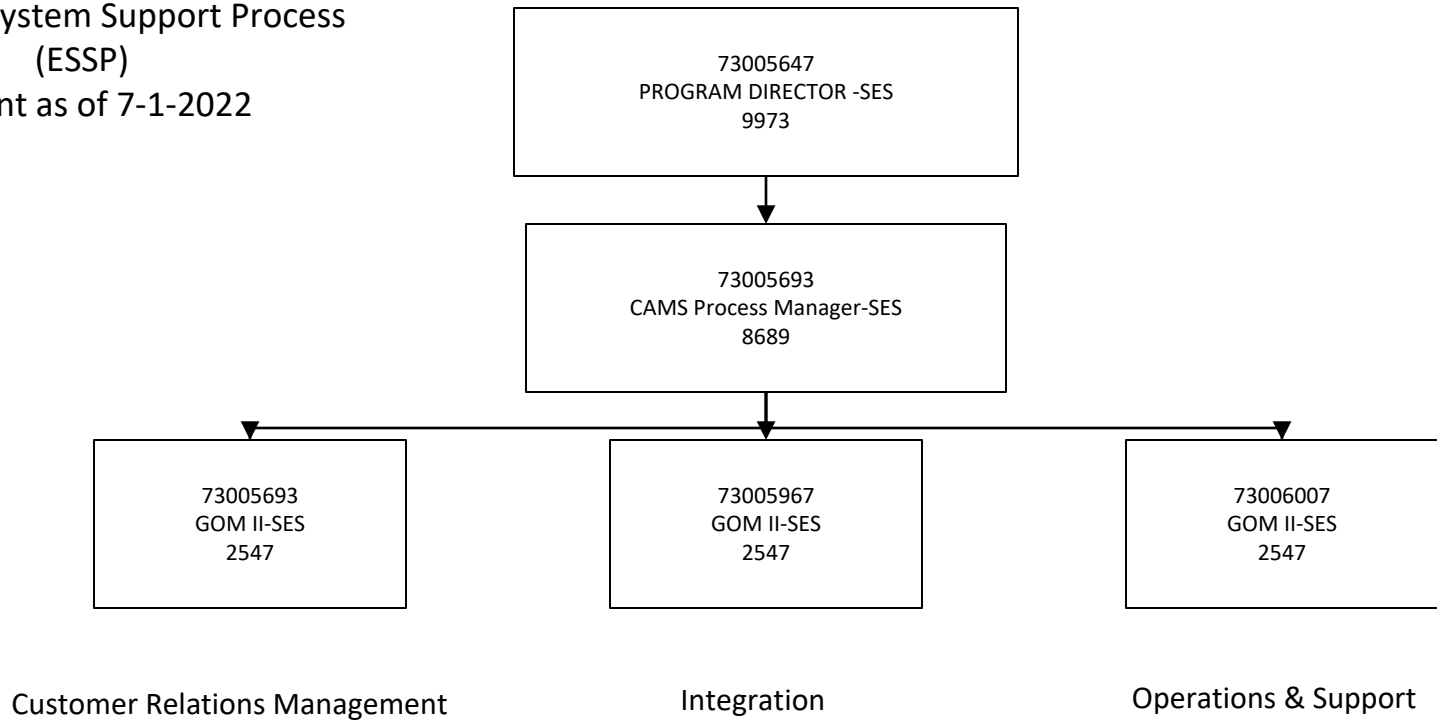 ystem Support Process
(ESSP)
nt as of 7-1-2022
73005647
PROGRAM DIRECTOR -SES
9973
73005693
CAMS Process Manager-SES
8689
73005693
GOM II-SES
2547
73005967
GOM II-SES
2547
73006007
GOM II-SES
2547
Customer Relations Management
Integration
Operations & Support